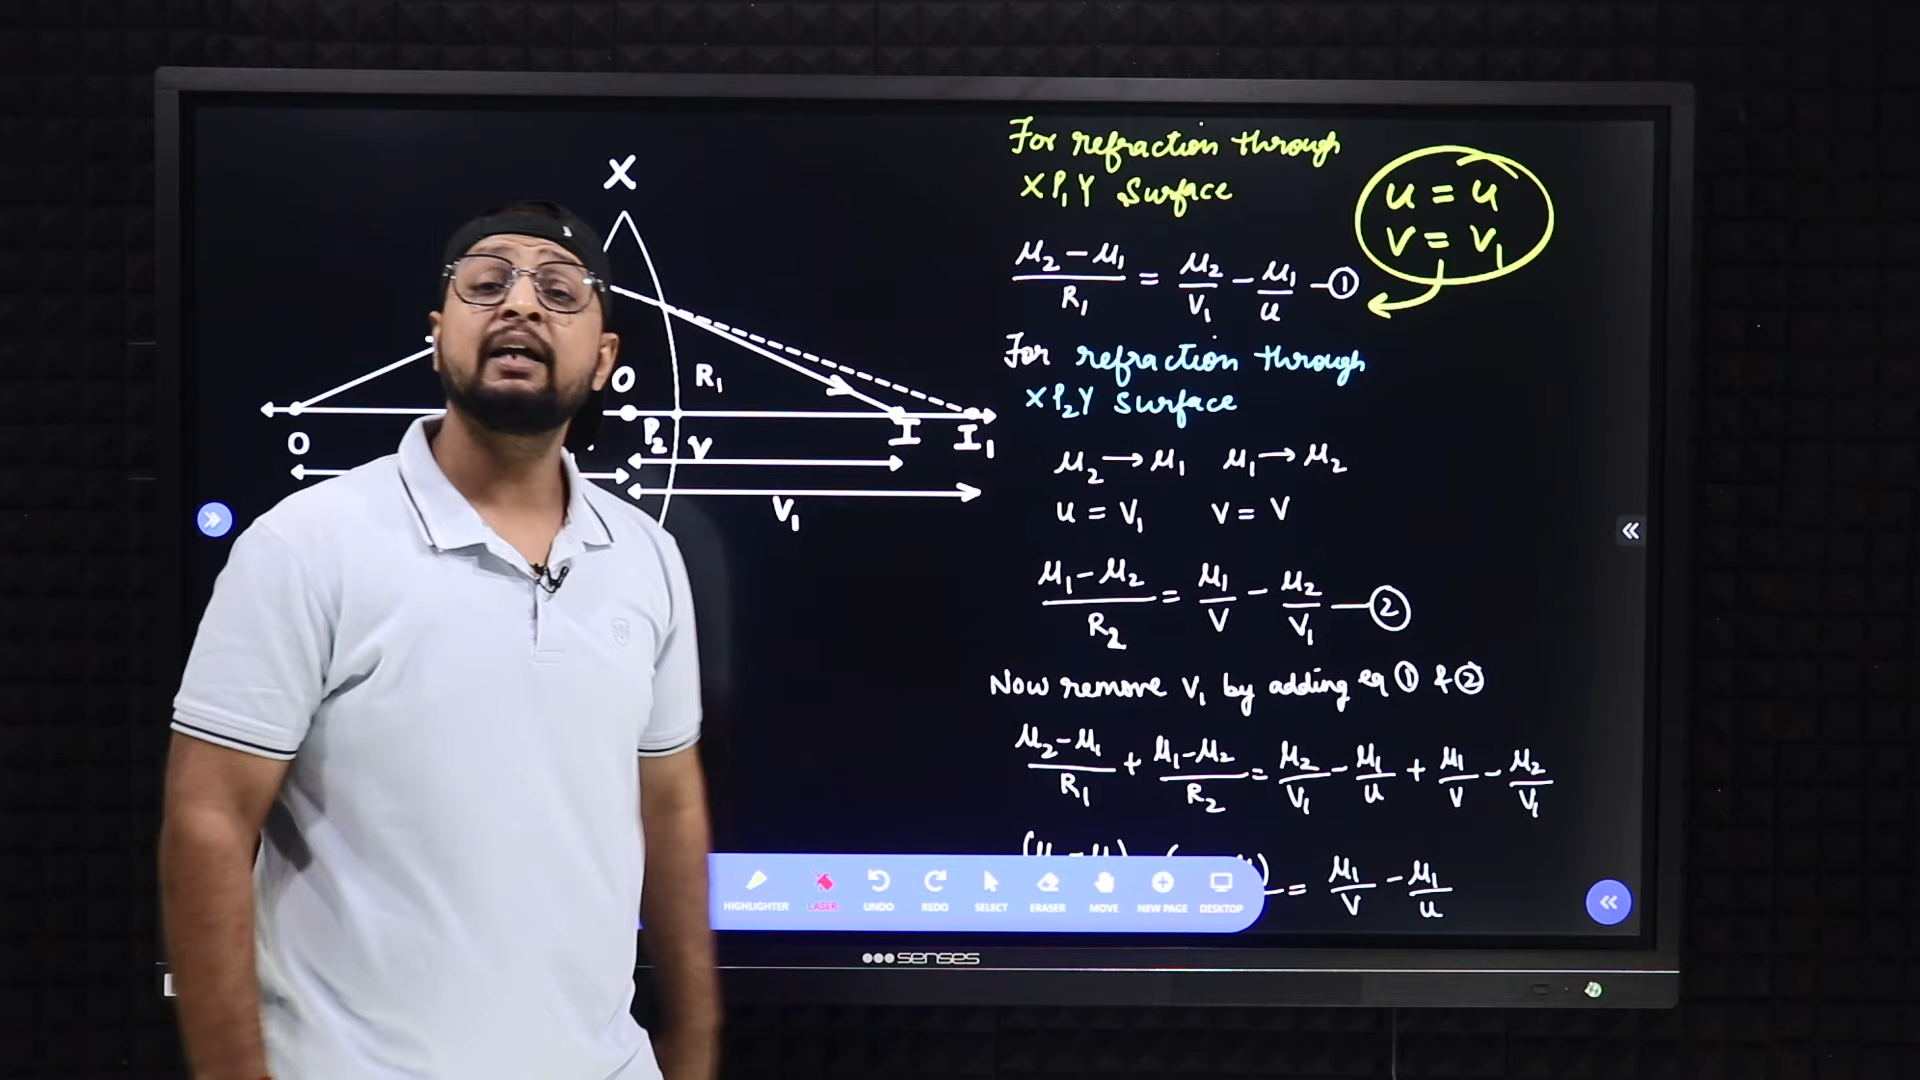 X
O
R₁
O
P₂
V
I
I₁
V₁
For refraction through
XP₁Y Surface
u = u
v = v₁
(μ₂ − μ₁)/R₁ = μ₂/V₁ − μ₁/u —①
For refraction through
XP₂Y Surface
μ₂ → μ₁ μ₁ → μ₂
u = V₁ v = V
(μ₁ − μ₂)/R₂ = μ₁/V − μ₂/V₁ —②
Now remove V₁ by adding eq ① & ②
(μ₂ − μ₁)/R₁ + (μ₁ − μ₂)/R₂ = μ₂/V₁ − μ₁/u + μ₁/V − μ₂/V₁
= μ₁/V − μ₁/u
HIGHLIGHTER LASER UNDO REDO SELECT ERASER MOVE NEW PAGE DESKTOP
senses